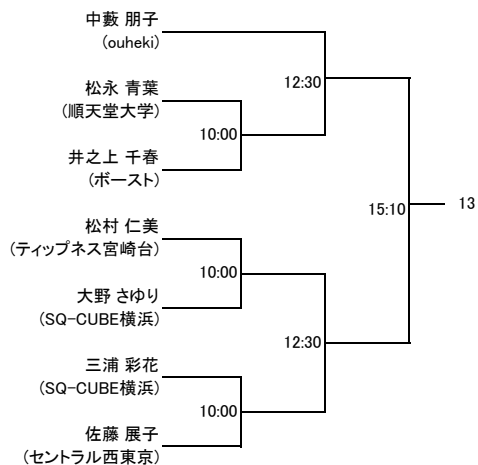 中藪 朋子
(ouheki)
12:30
松永 青葉
(順天堂大学)
10:00
井之上 千春
(ボースト)
15:10
13
松村 仁美
(ティップネス宮崎台)
10:00
大野 さゆり
(SQ-CUBE横浜)
12:30
三浦 彩花
(SQ-CUBE横浜)
10:00
佐藤 展子
(セントラル西東京)